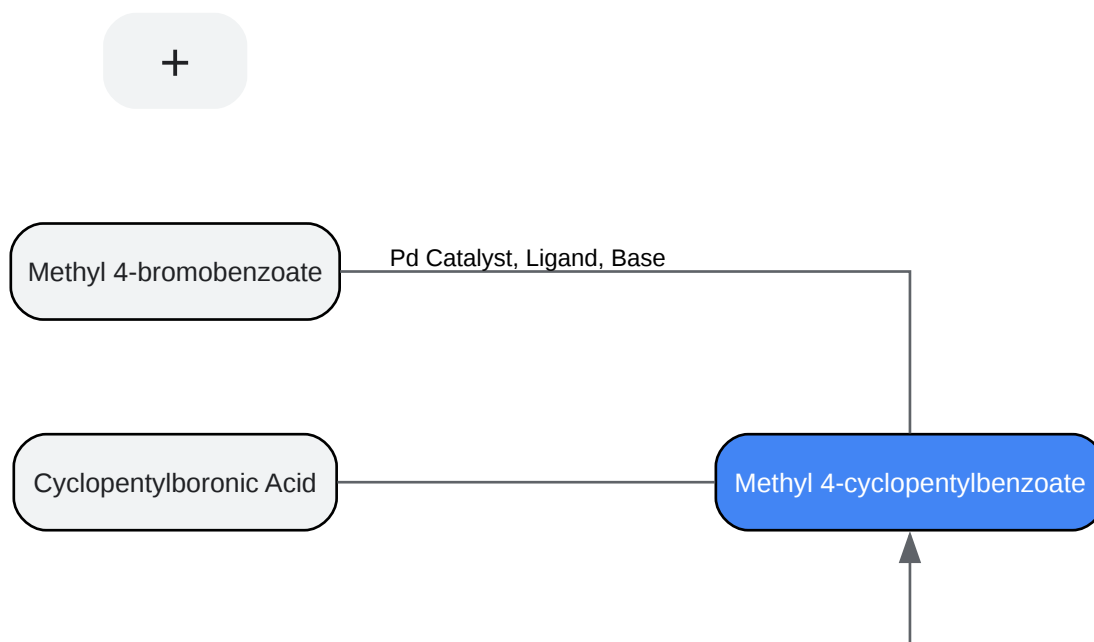 +
Pd Catalyst, Ligand, Base
Methyl 4-bromobenzoate
Cyclopentylboronic Acid
Methyl 4-cyclopentylbenzoate